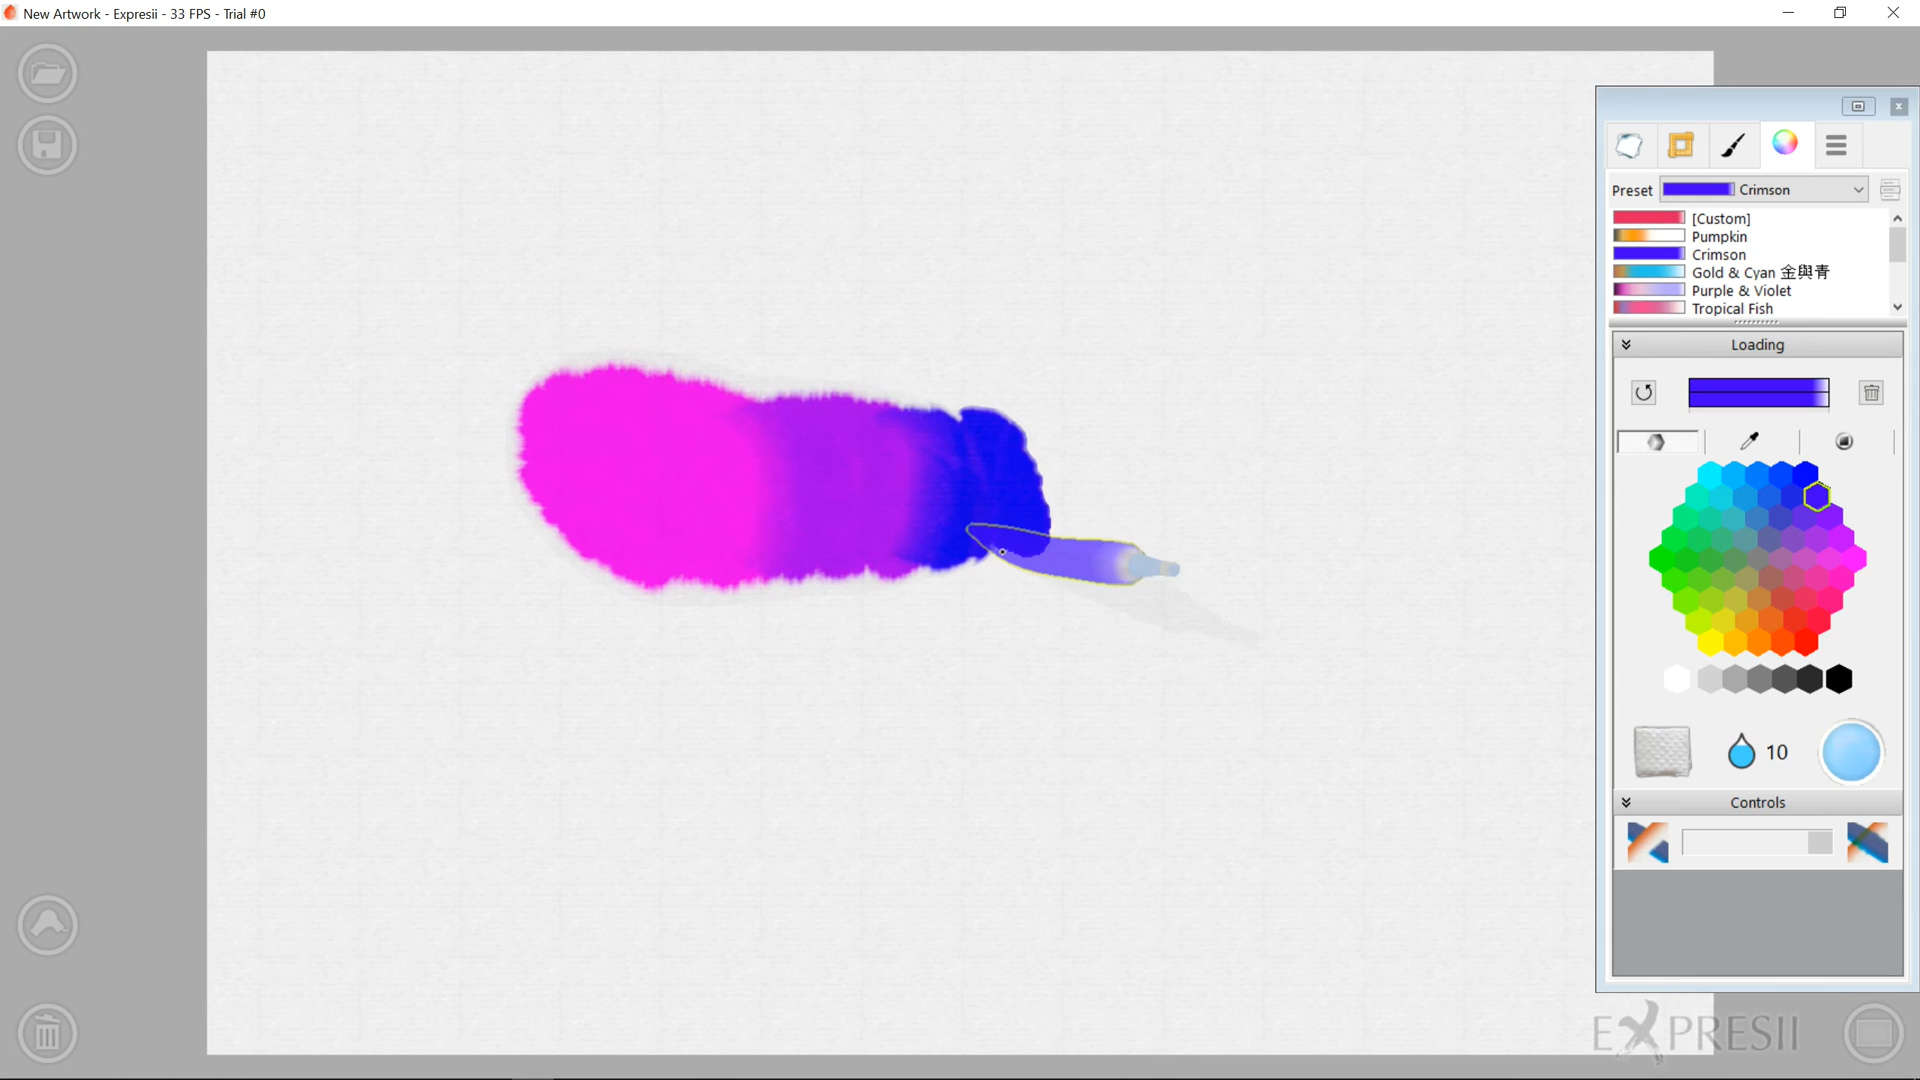 New Artwork - Expresii - 33 FPS - Trial #0
Preset
Crimson
[Custom]
Pumpkin
Crimson
Gold & Cyan 金與青
Purple & Violet
Tropical Fish
Loading
10
Controls
EXPRESII